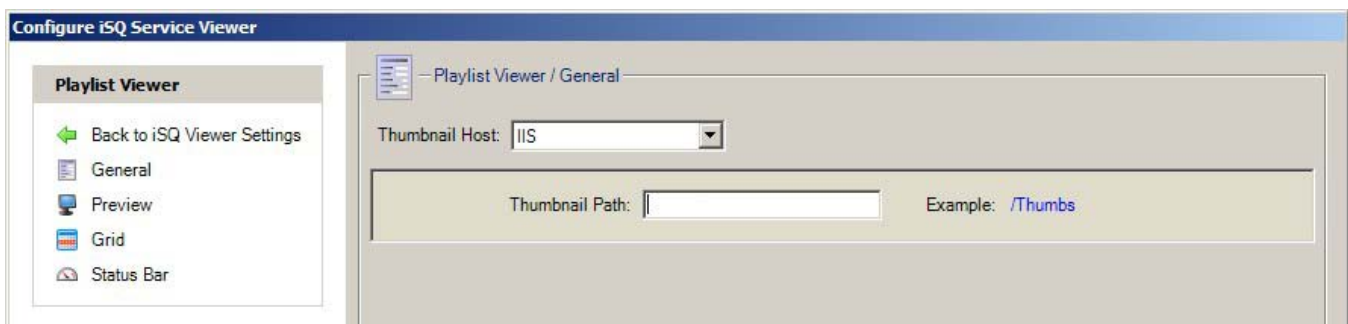 Configure iSQ Service Viewer
Playlist Viewer
Back to iSQ Viewer Settings
General
Preview
Grid
Status Bar
Playlist Viewer / General
Thumbnail Host: IIS
Thumbnail Path: Example: /Thumbs